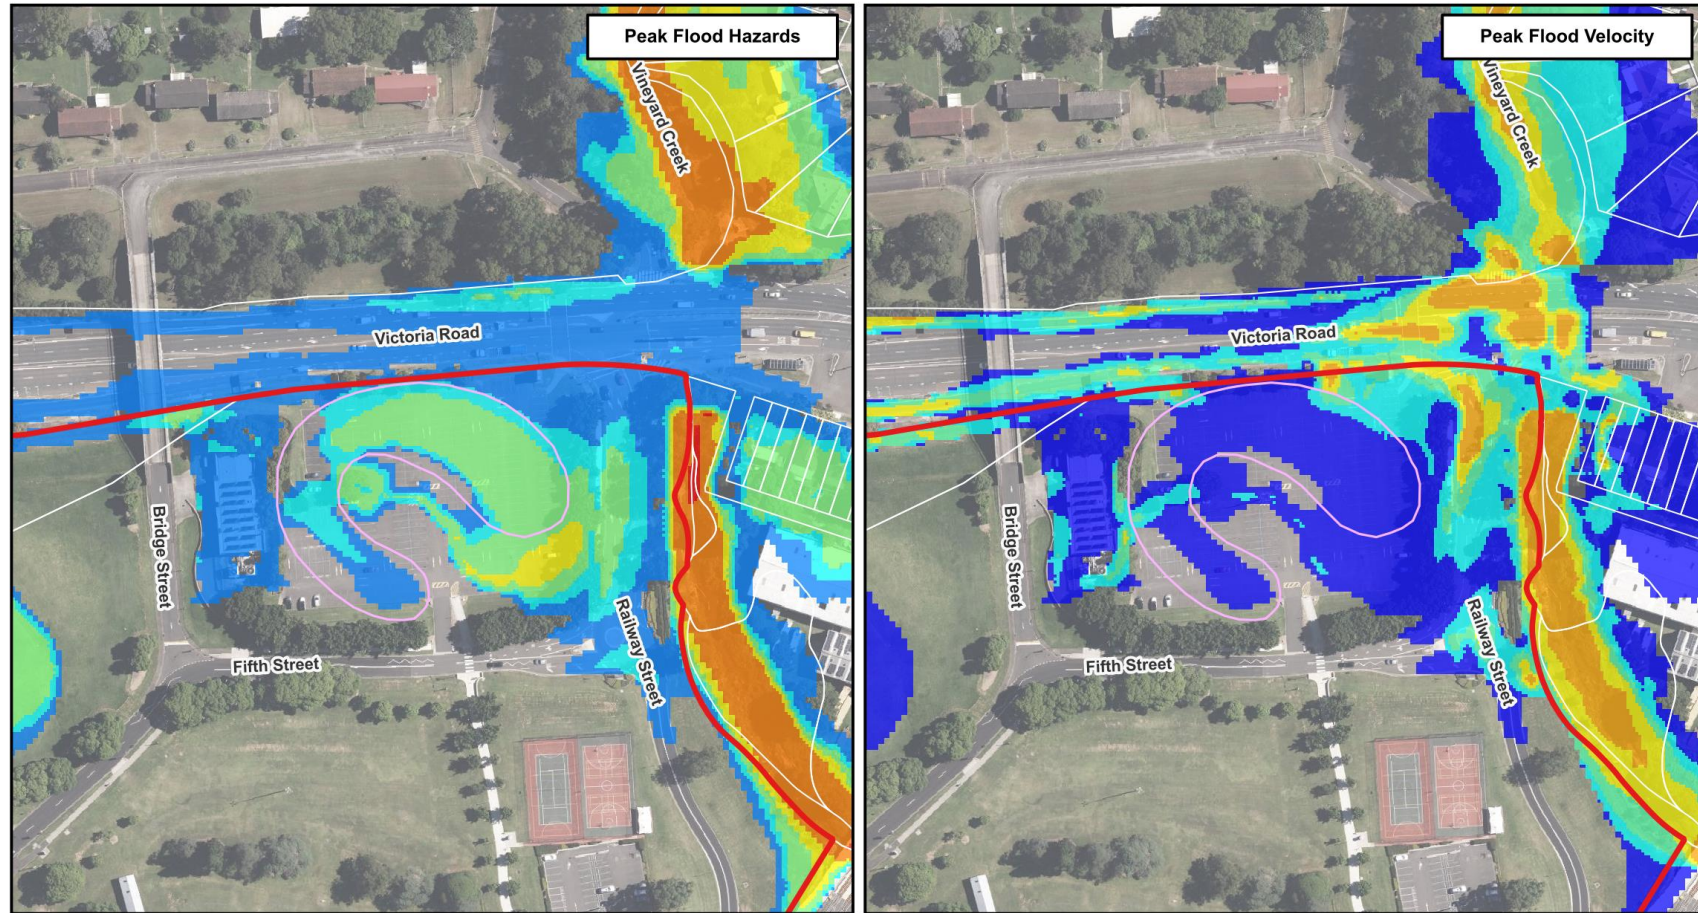 Peak Flood Hazards
Vineyard Creek
Victoria Road
Bridge Street
Fifth Street
Railway Street
Peak Flood Velocity
Vineyard Creek
Victoria Road
Bridge Street
Fifth Street
Railway Street